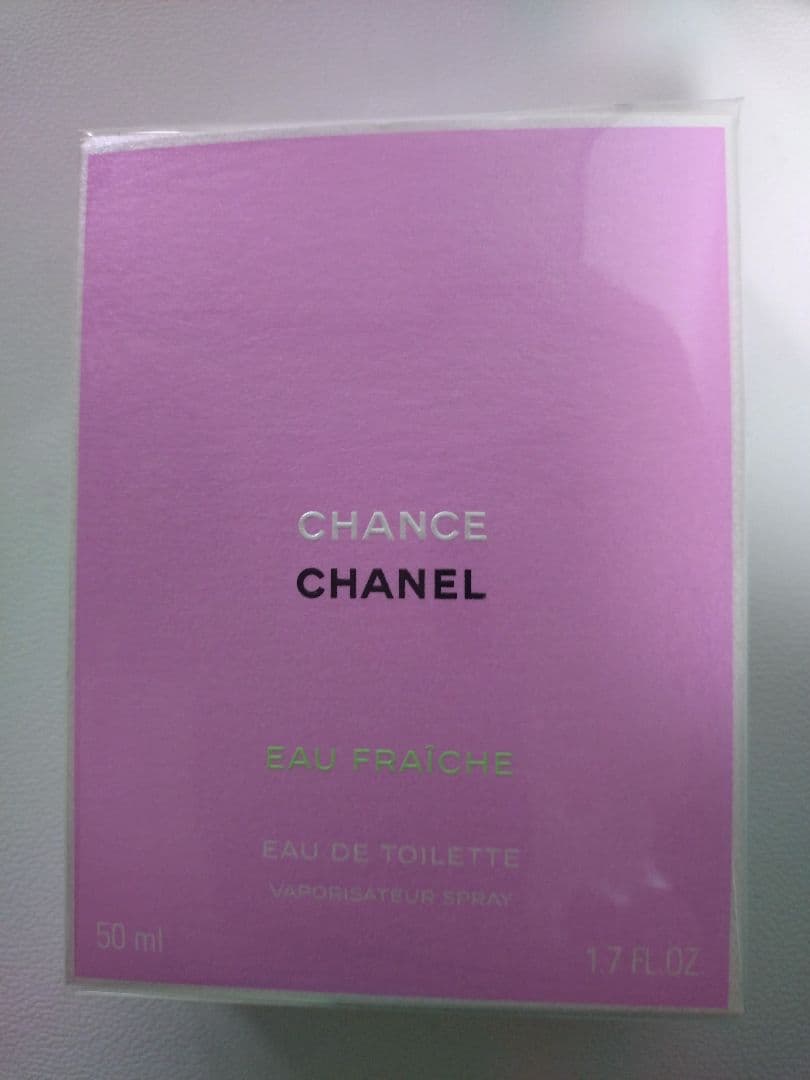 CHANCE
CHANEL
EAU FRAÎCHE
EAU DE TOILETTE
VAPORISATEUR SPRAY
50 ml
1.7 FL.OZ